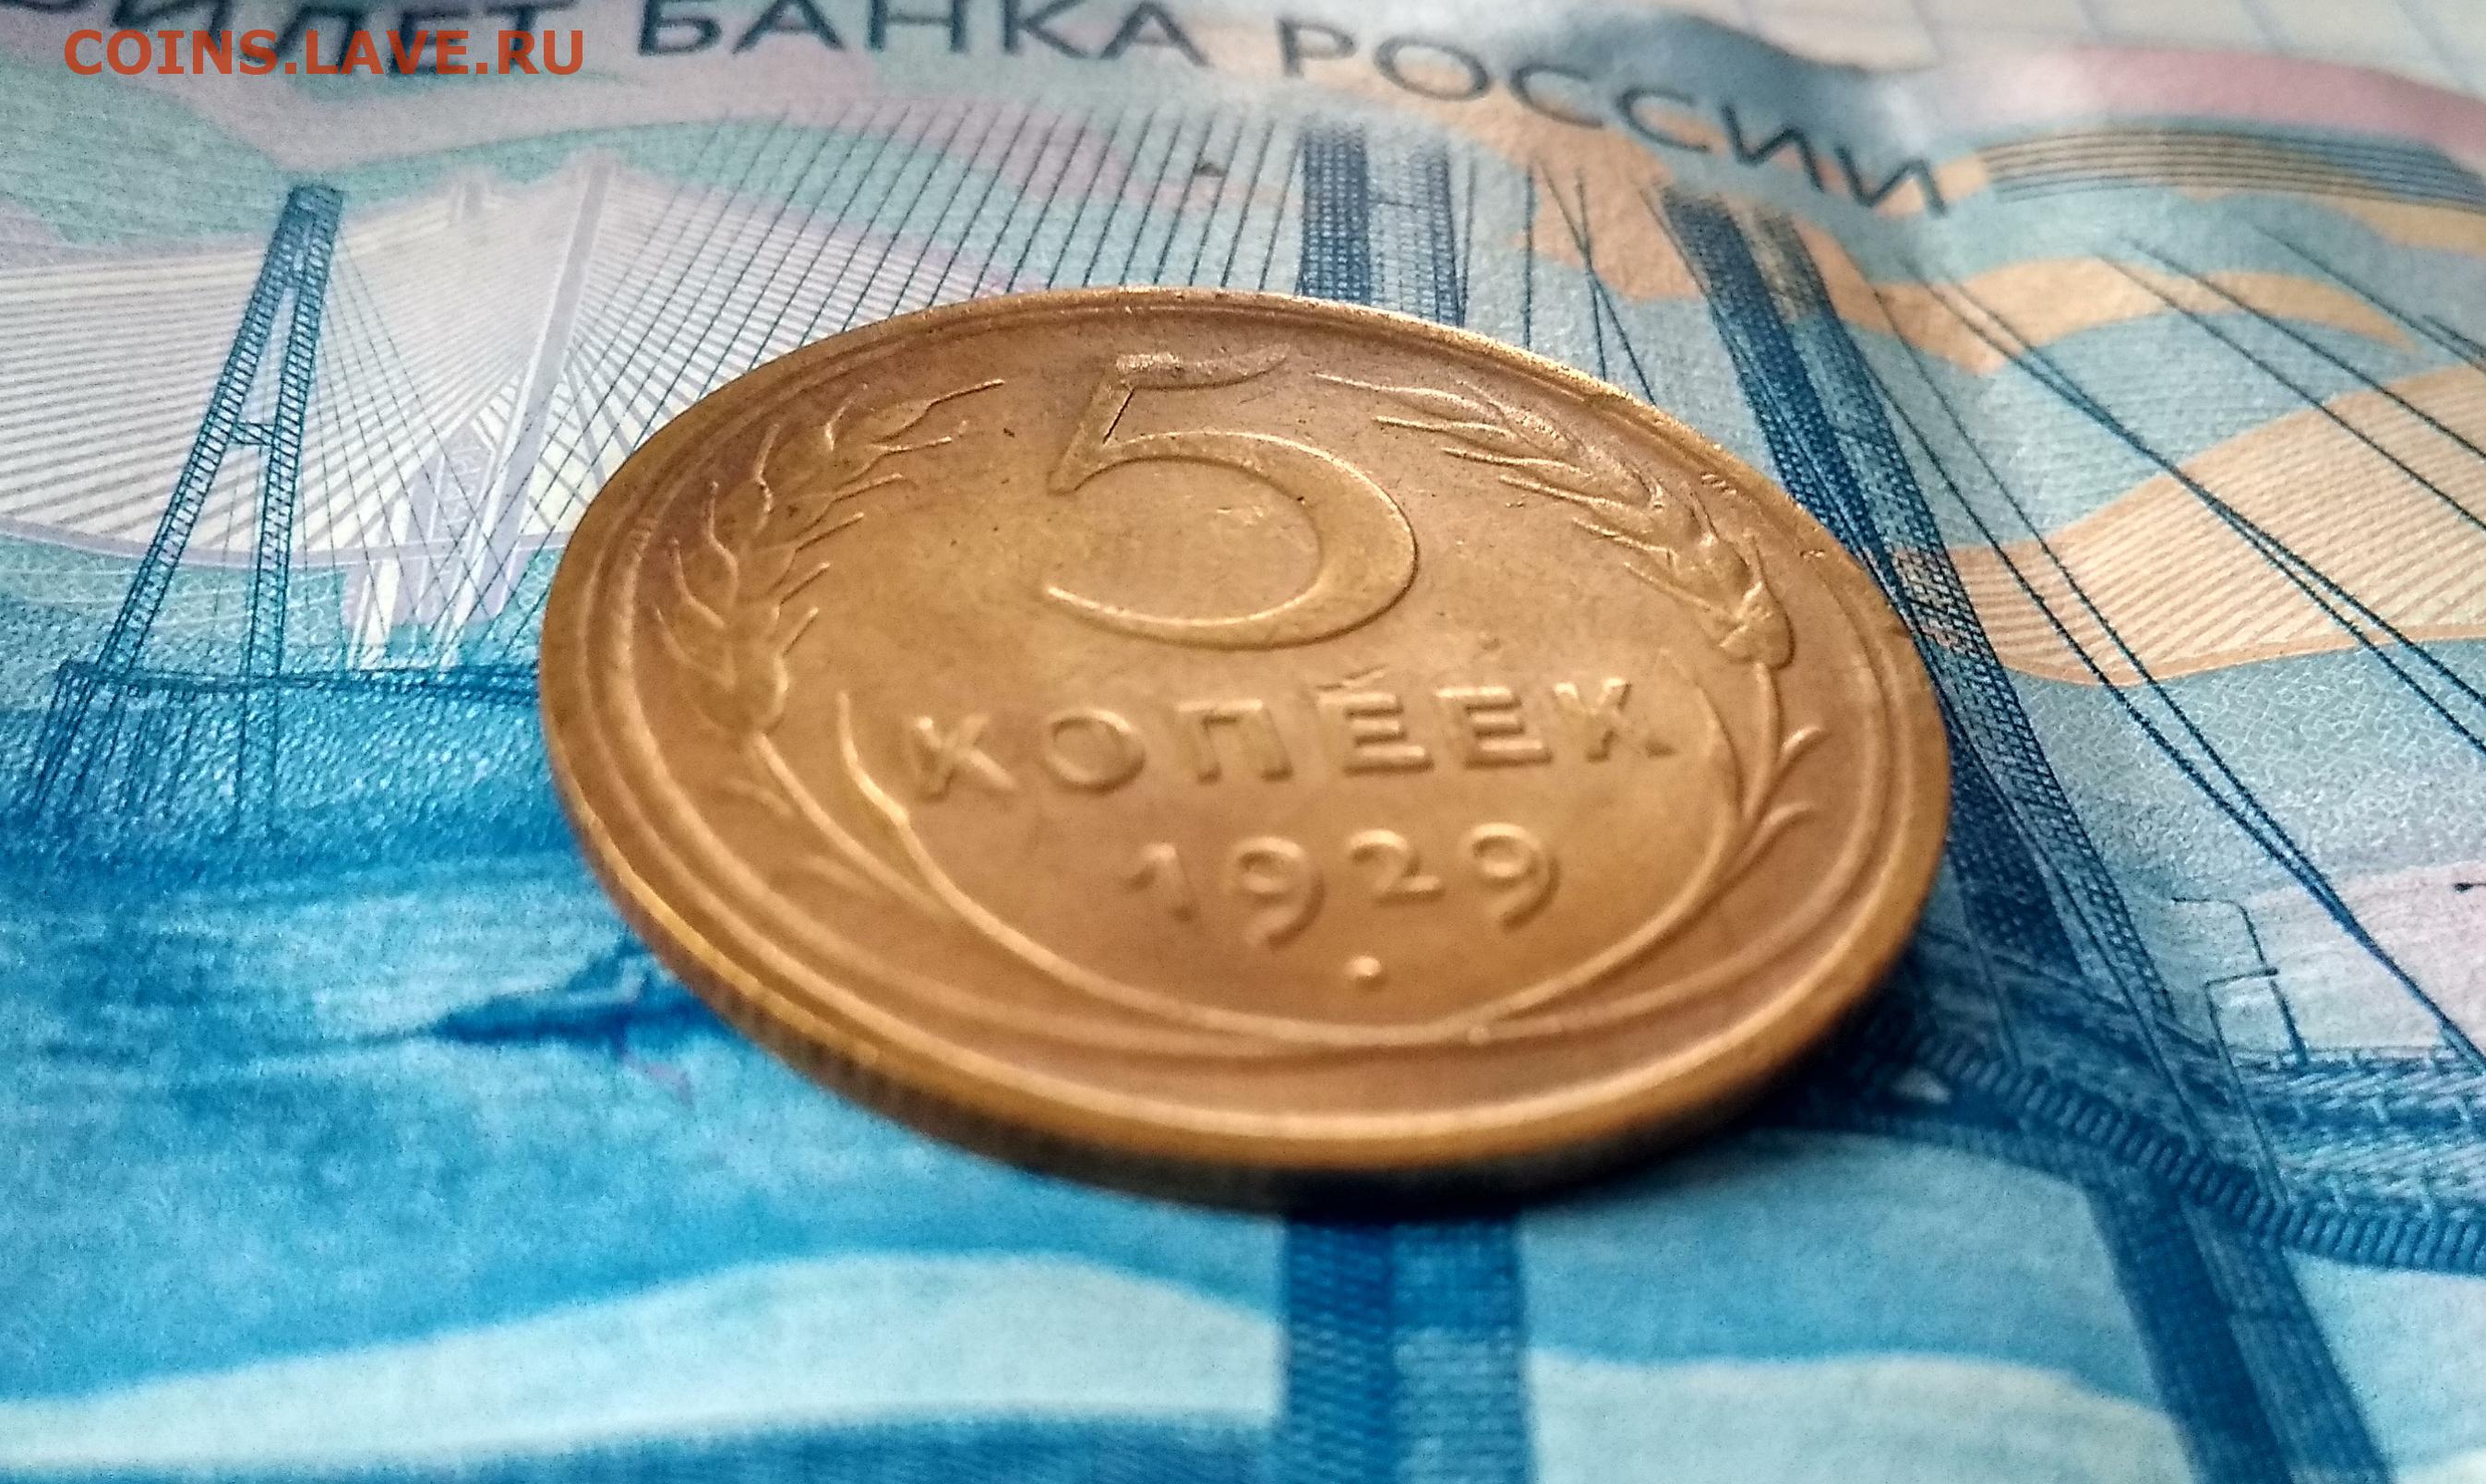 COINS.LAVE.RU
БИЛЕТ БАНКА РОССИИ
5
КОПЕЕК
1929